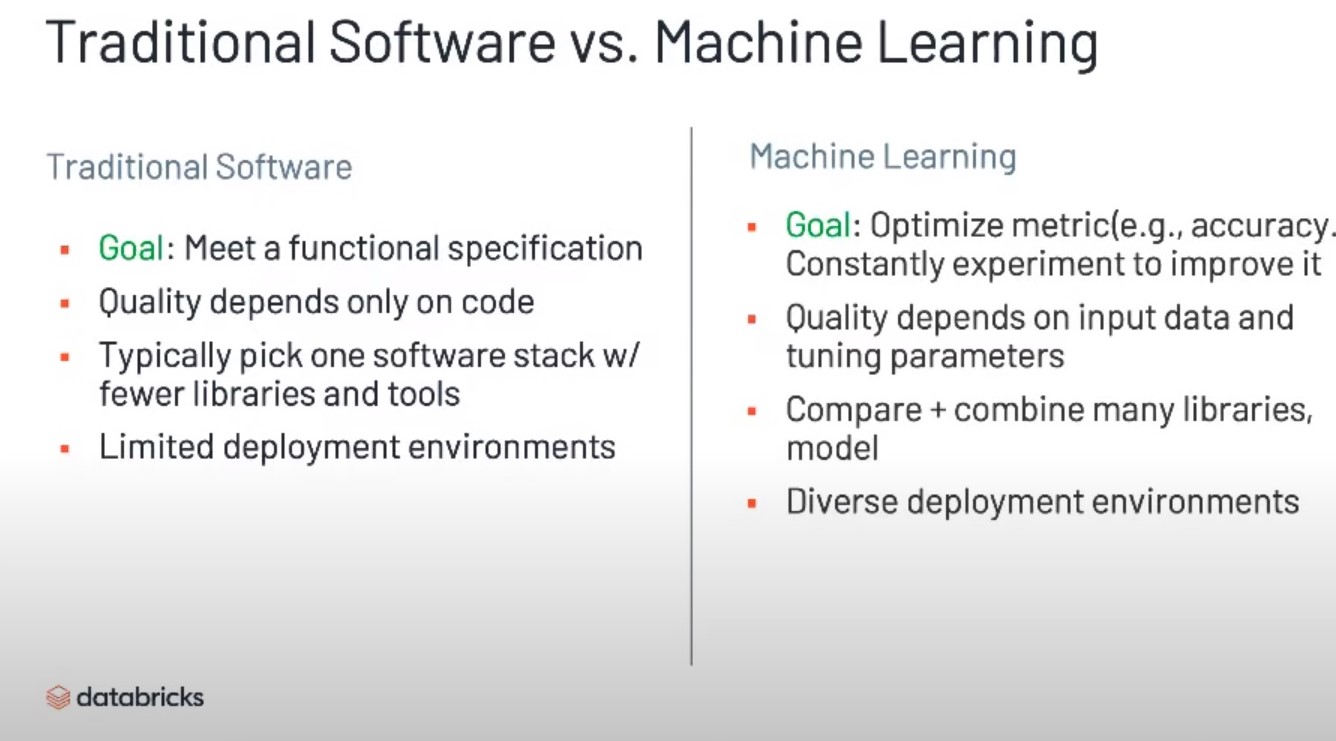 Traditional Software vs. Machine Learning
Traditional Software
Goal: Meet a functional specification
Quality depends only on code
Typically pick one software stack w/
fewer libraries and tools
Limited deployment environments
Machine Learning
Goal: Optimize metric(e.g., accuracy.
Constantly experiment to improve it
Quality depends on input data and
tuning parameters
Compare + combine many libraries,
model
Diverse deployment environments
databricks